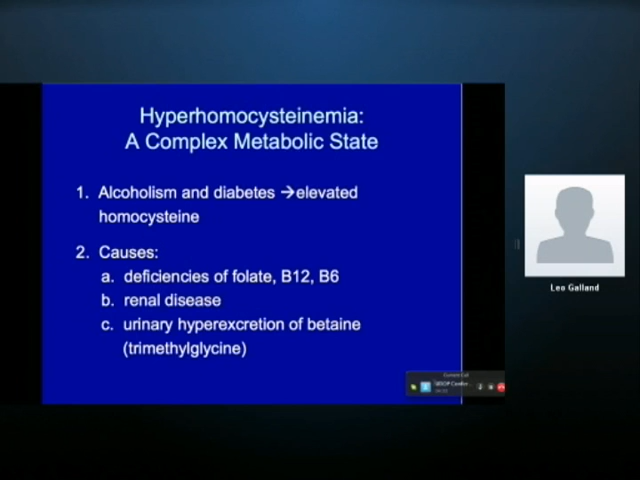 Hyperhomocysteinemia:
A Complex Metabolic State
1. Alcoholism and diabetes →elevated
homocysteine
2. Causes:
a. deficiencies of folate, B12, B6
b. renal disease
c. urinary hyperexcretion of betaine
(trimethylglycine)
Leo Galland